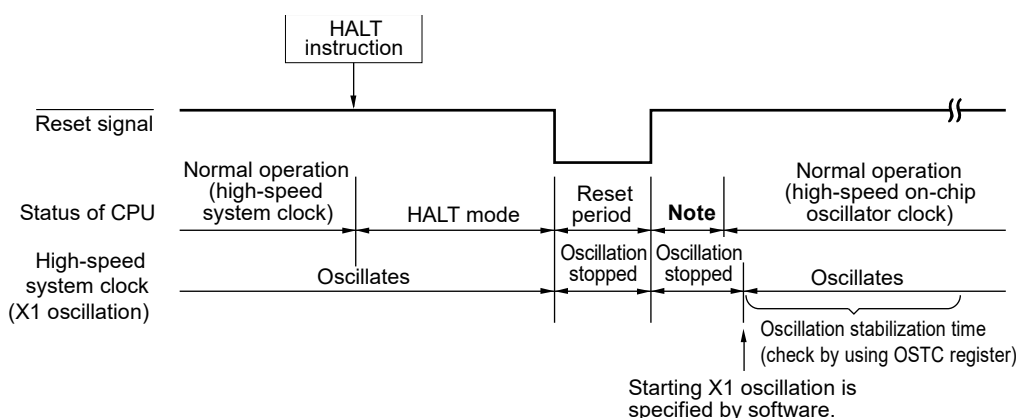 HALT
instruction
Reset signal
Normal operation
(high-speed
system clock)
Status of CPU
HALT mode
Reset
period
Note
Normal operation
(high-speed on-chip
oscillator clock)
High-speed
system clock
(X1 oscillation)
Oscillates
Oscillation
stopped
Oscillation
stopped
Oscillates
Oscillation stabilization time
(check by using OSTC register)
Starting X1 oscillation is
specified by software.